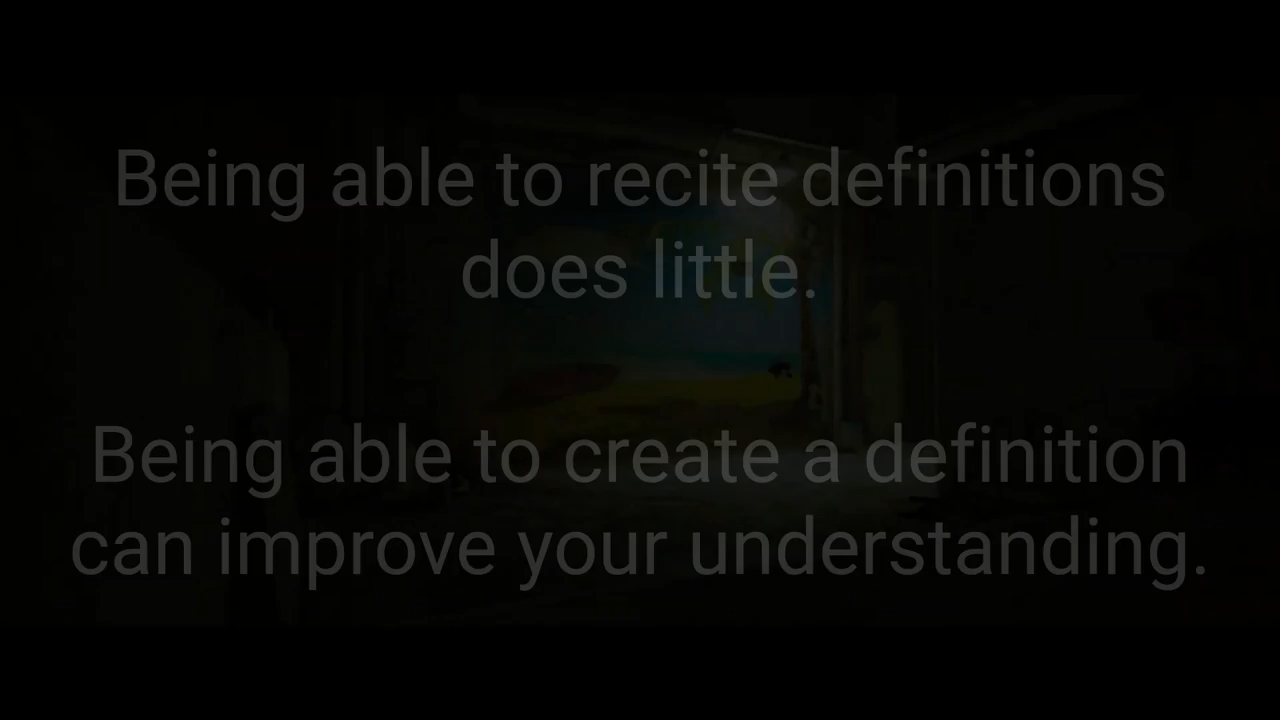 Being able to recite definitions
does little.
Being able to create a definition
can improve your understanding.